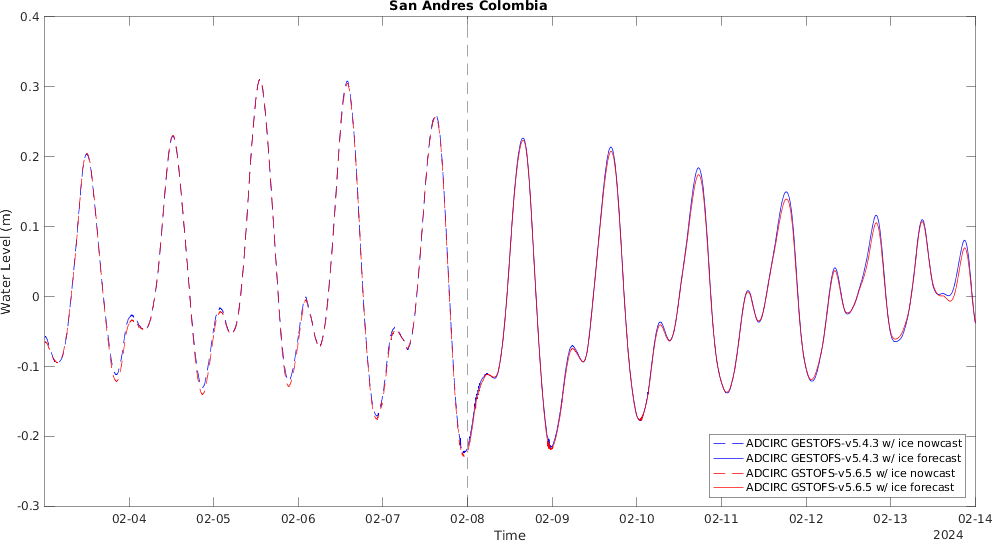 San Andres Colombia
Water Level (m)
0.4
0.3
0.2
0.1
0
-0.1
-0.2
-0.3
ADCIRC GESTOFS-v5.4.3 w/ ice nowcast
ADCIRC GESTOFS-v5.4.3 w/ ice forecast
ADCIRC GSTOFS-v5.6.5 w/ ice nowcast
ADCIRC GSTOFS-v5.6.5 w/ ice forecast
02-04 02-05 02-06 02-07 02-08 02-09 02-10 02-11 02-12 02-13 02-14
Time
2024